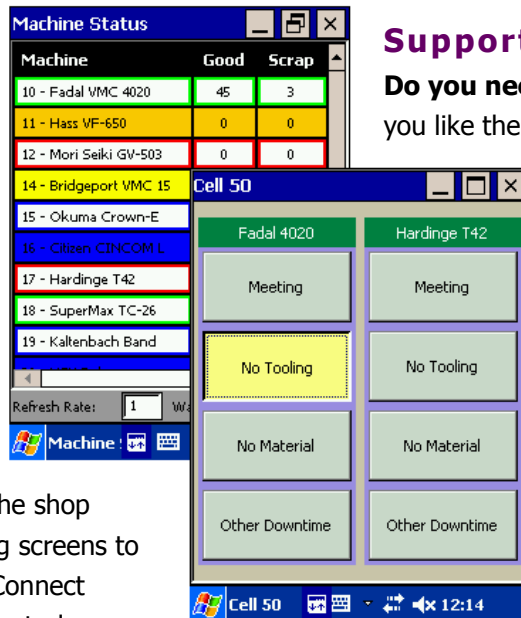 Machine Status
Machine Good Scrap
10 - Fadal VMC 4020 45 3
11 - Hass VF-650 0 0
12 - Mori Seiki GV-503 0 0
14 - Bridgeport VMC 15
15 - Okuma Crown-E
16 - Citizen CINCOM L
17 - Hardinge T42
18 - SuperMax TC-26
19 - Kaltenbach Band
Refresh Rate: 1
Machine
Support
Do you nee
you like the
Cell 50
Fadal 4020 Hardinge T42
Meeting Meeting
No Tooling No Tooling
No Material No Material
Other Downtime Other Downtime
Cell 50 12:14
he shop
g screens to
Connect